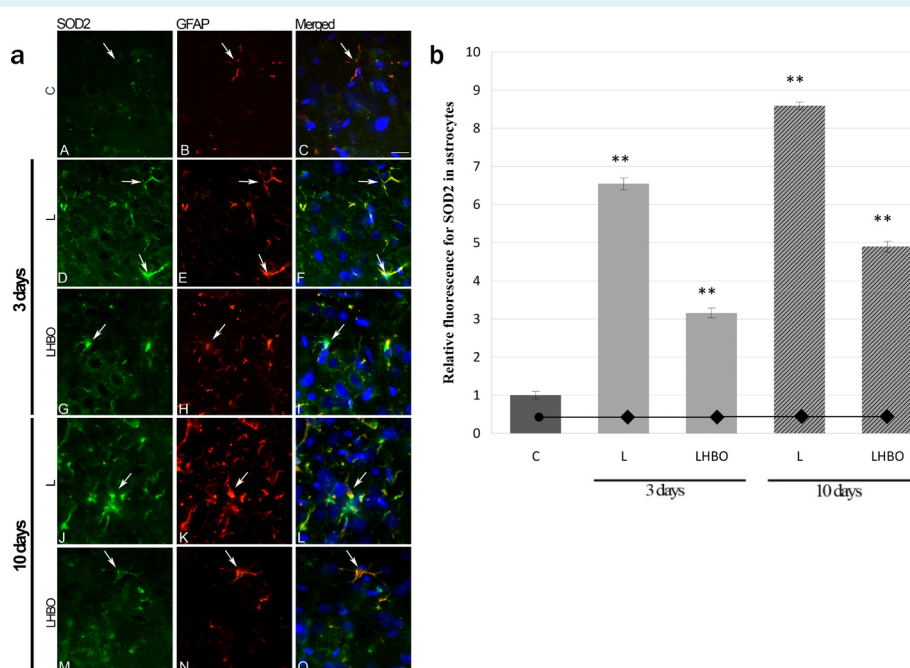 SOD2 GFAP Merged
a
C
A B C
3 days
L
D E F
LHBO
G H I
10 days
L
J K L
LHBO
M N O
b
Relative fluorescence for SOD2 in astrocytes
10
9
8
7
6
5
4
3
2
1
0
**
**
**
**
C L LHBO L LHBO
3 days 10 days